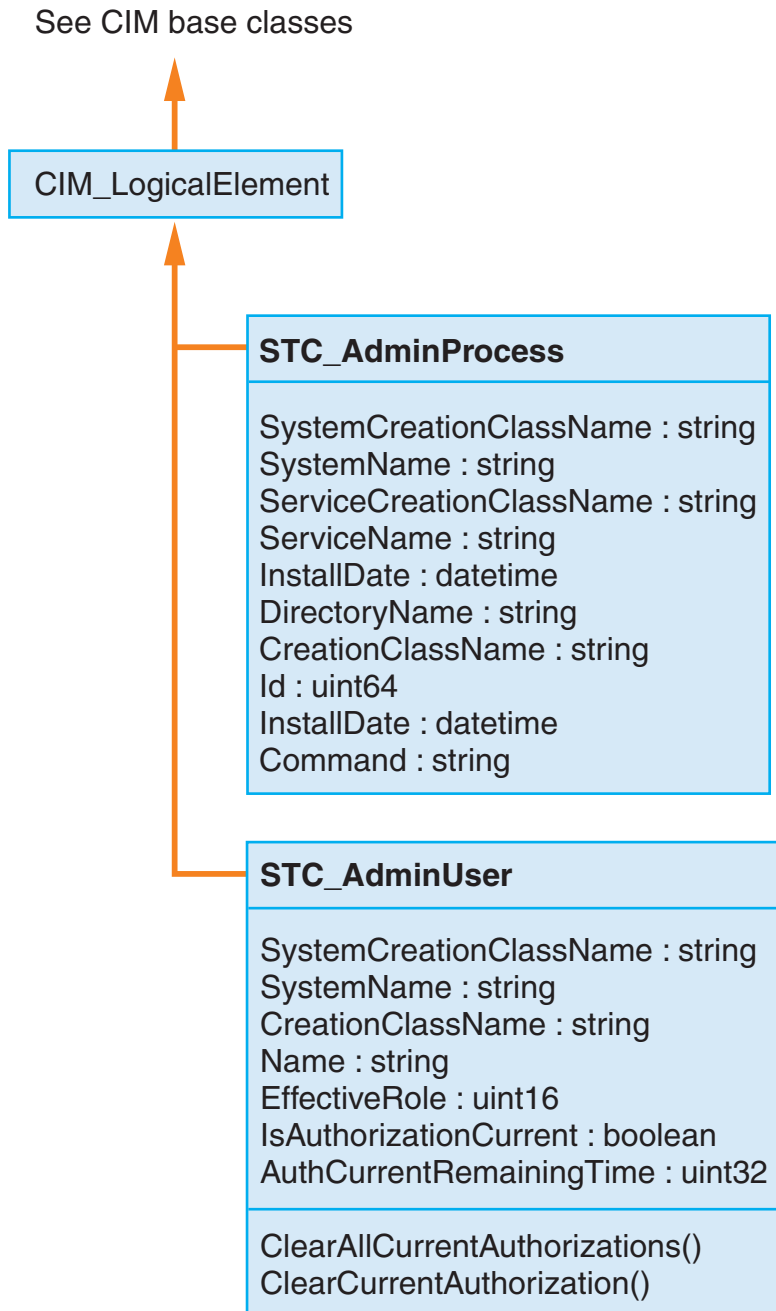 See CIM base classes
CIM_LogicalElement
STC_AdminProcess
SystemCreationClassName : string
SystemName : string
ServiceCreationClassName : string
ServiceName : string
InstallDate : datetime
DirectoryName : string
CreationClassName : string
Id : uint64
InstallDate : datetime
Command : string
STC_AdminUser
SystemCreationClassName : string
SystemName : string
CreationClassName : string
Name : string
EffectiveRole : uint16
IsAuthorizationCurrent : boolean
AuthCurrentRemainingTime : uint32
ClearAllCurrentAuthorizations()
ClearCurrentAuthorization()